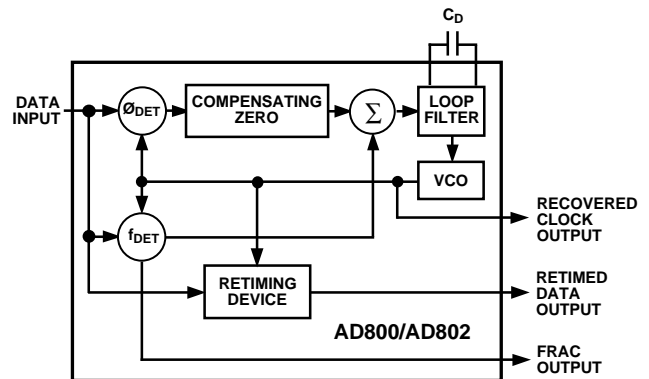 C_D
DATA
INPUT
Ø_DET
COMPENSATING
ZERO
Σ
LOOP
FILTER
VCO
f_DET
RETIMING
DEVICE
RECOVERED
CLOCK
OUTPUT
RETIMED
DATA
OUTPUT
AD800/AD802
FRAC
OUTPUT